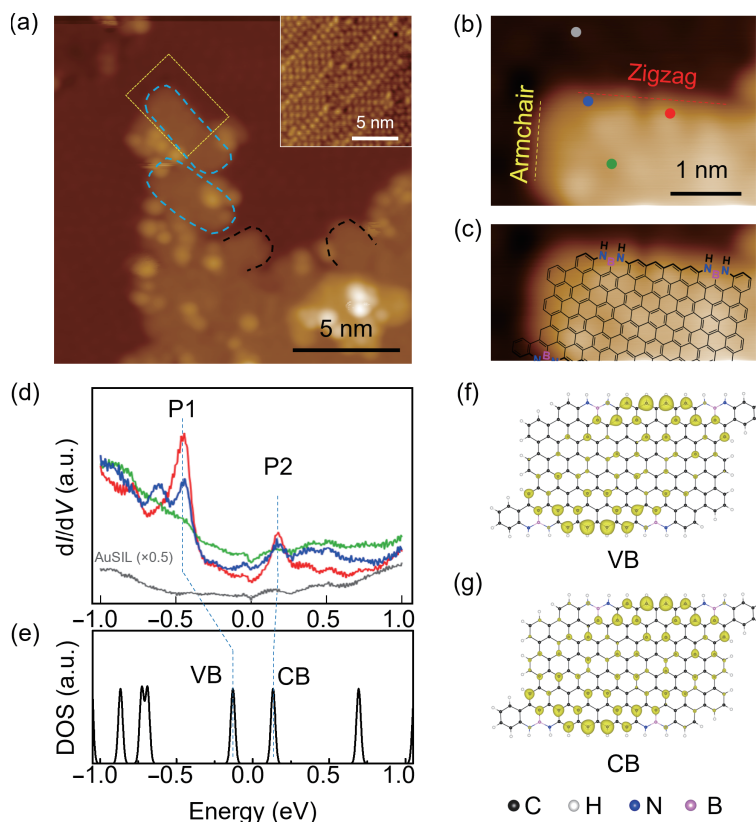 (a)
5 nm
5 nm
(b)
Zigzag
Armchair
1 nm
(c)
H H
N N
B
H H
N N
B
N N
B
(d)
P1
P2
dI/dV (a.u.)
AuSIL (×0.5)
−1.0 −0.5 0.0 0.5 1.0
(e)
DOS (a.u.)
VB
CB
−1.0 −0.5 0.0 0.5 1.0
Energy (eV)
(f)
VB
(g)
CB
C H N B